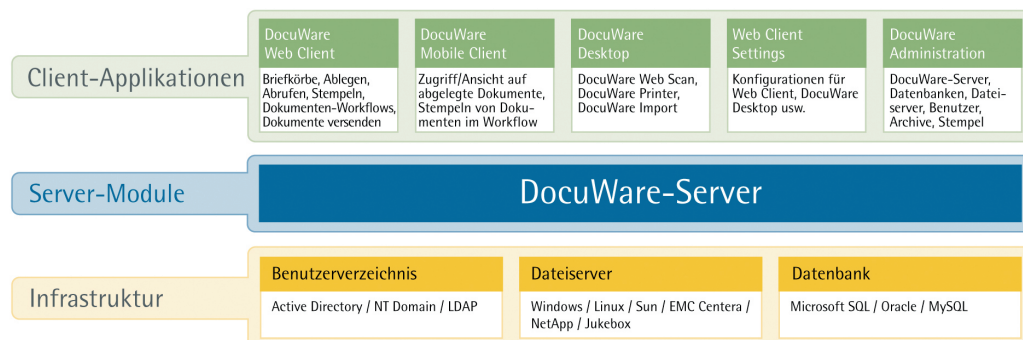 Client-Applikationen
DocuWare
Web Client
Briefkörbe, Ablegen,
Abrufen, Stempeln,
Dokumenten-Workflows,
Dokumente versenden
DocuWare
Mobile Client
Zugriff/Ansicht auf
abgelegte Dokumente,
Stempeln von Doku-
menten im Workflow
DocuWare
Desktop
DocuWare Web Scan,
DocuWare Printer,
DocuWare Import
Web Client
Settings
Konfigurationen für
Web Client, DocuWare
Desktop usw.
DocuWare
Administration
DocuWare-Server,
Datenbanken, Datei-
server, Benutzer,
Archive, Stempel
Server-Module
DocuWare-Server
Infrastruktur
Benutzerverzeichnis
Active Directory / NT Domain / LDAP
Dateiserver
Windows / Linux / Sun / EMC Centera /
NetApp / Jukebox
Datenbank
Microsoft SQL / Oracle / MySQL